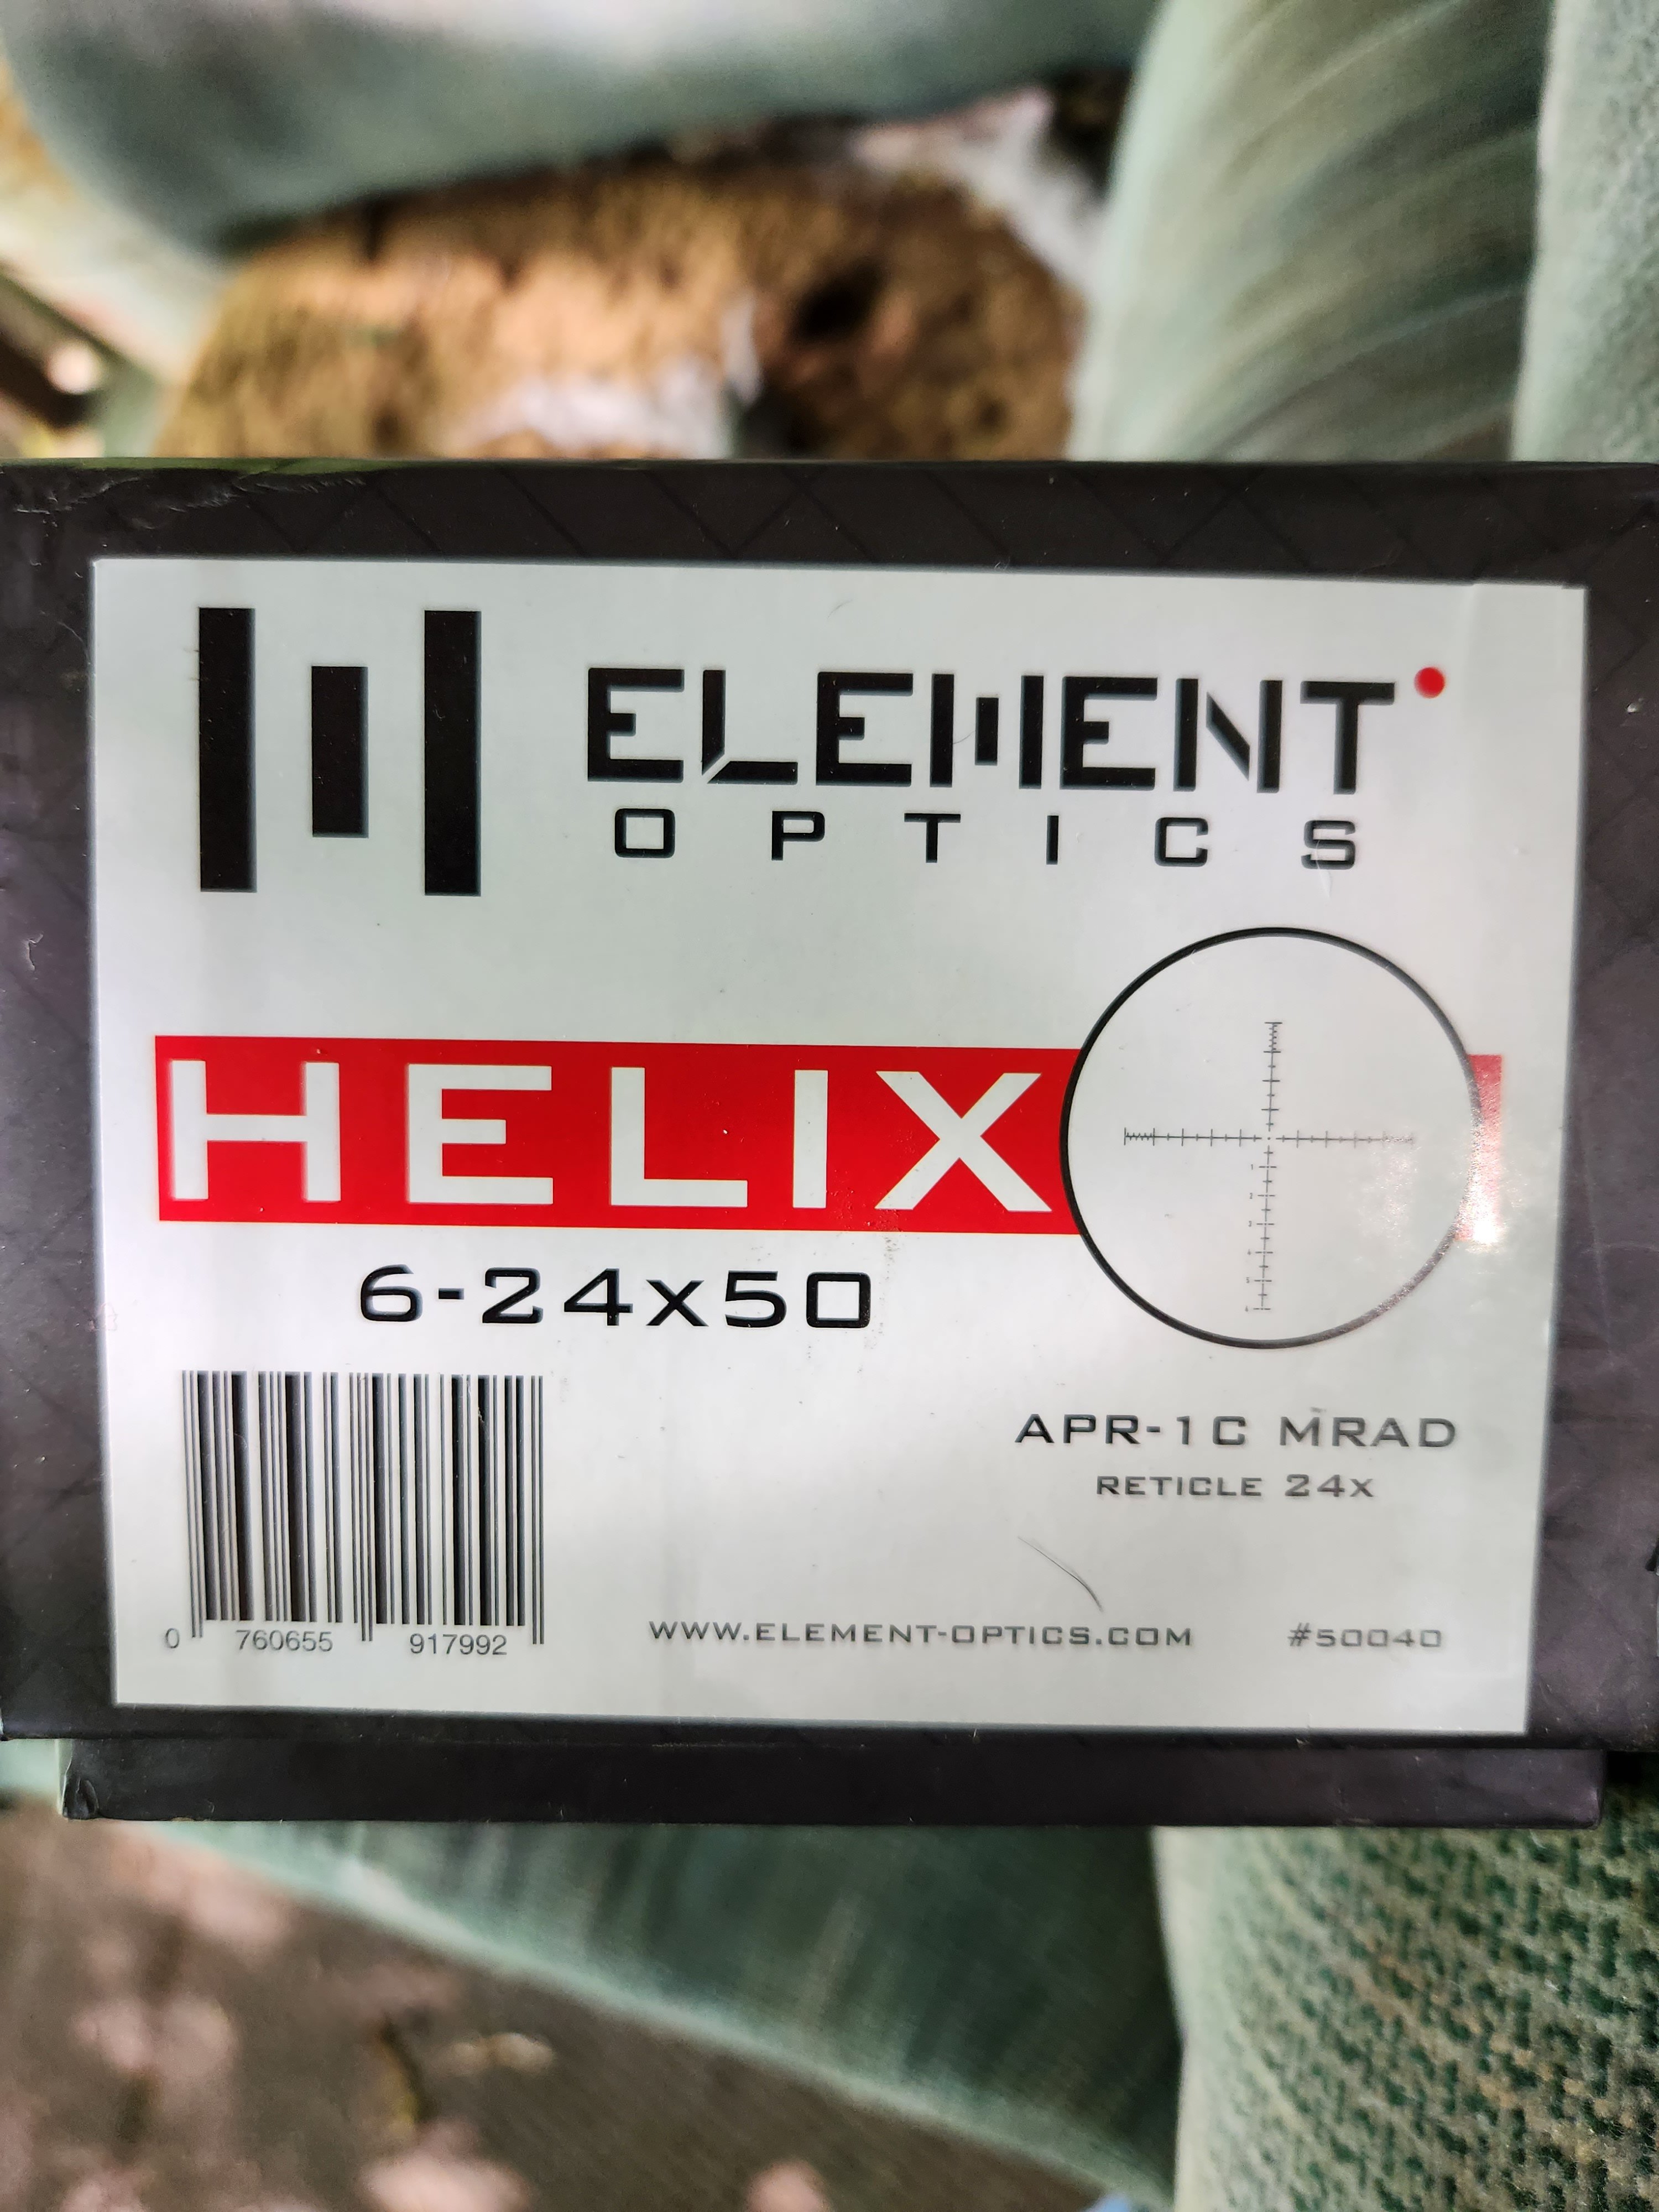 ELEMENT
OPTICS
HELIX
6-24x50
APR-1C MRAD
RETICLE 24X
0 760655 917992
WWW.ELEMENT-OPTICS.COM
#50040